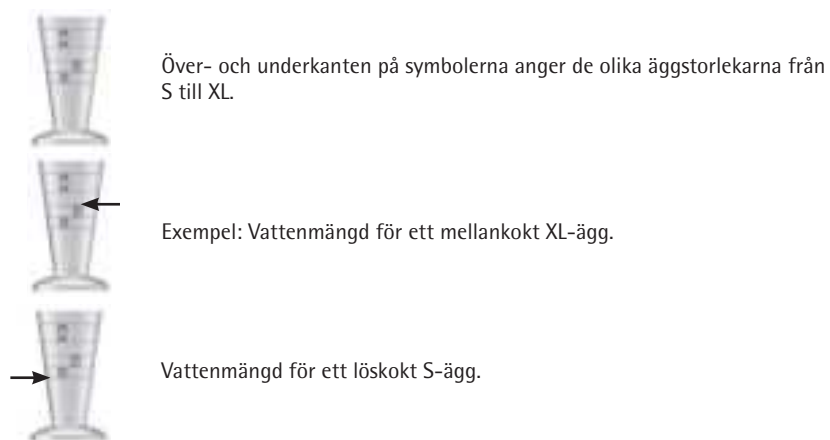 Över- och underkanten på symbolerna anger de olika äggstorlekarna från
S till XL.
Exempel: Vattenmängd för ett mellankokt XL-ägg.
Vattenmängd för ett löskokt S-ägg.